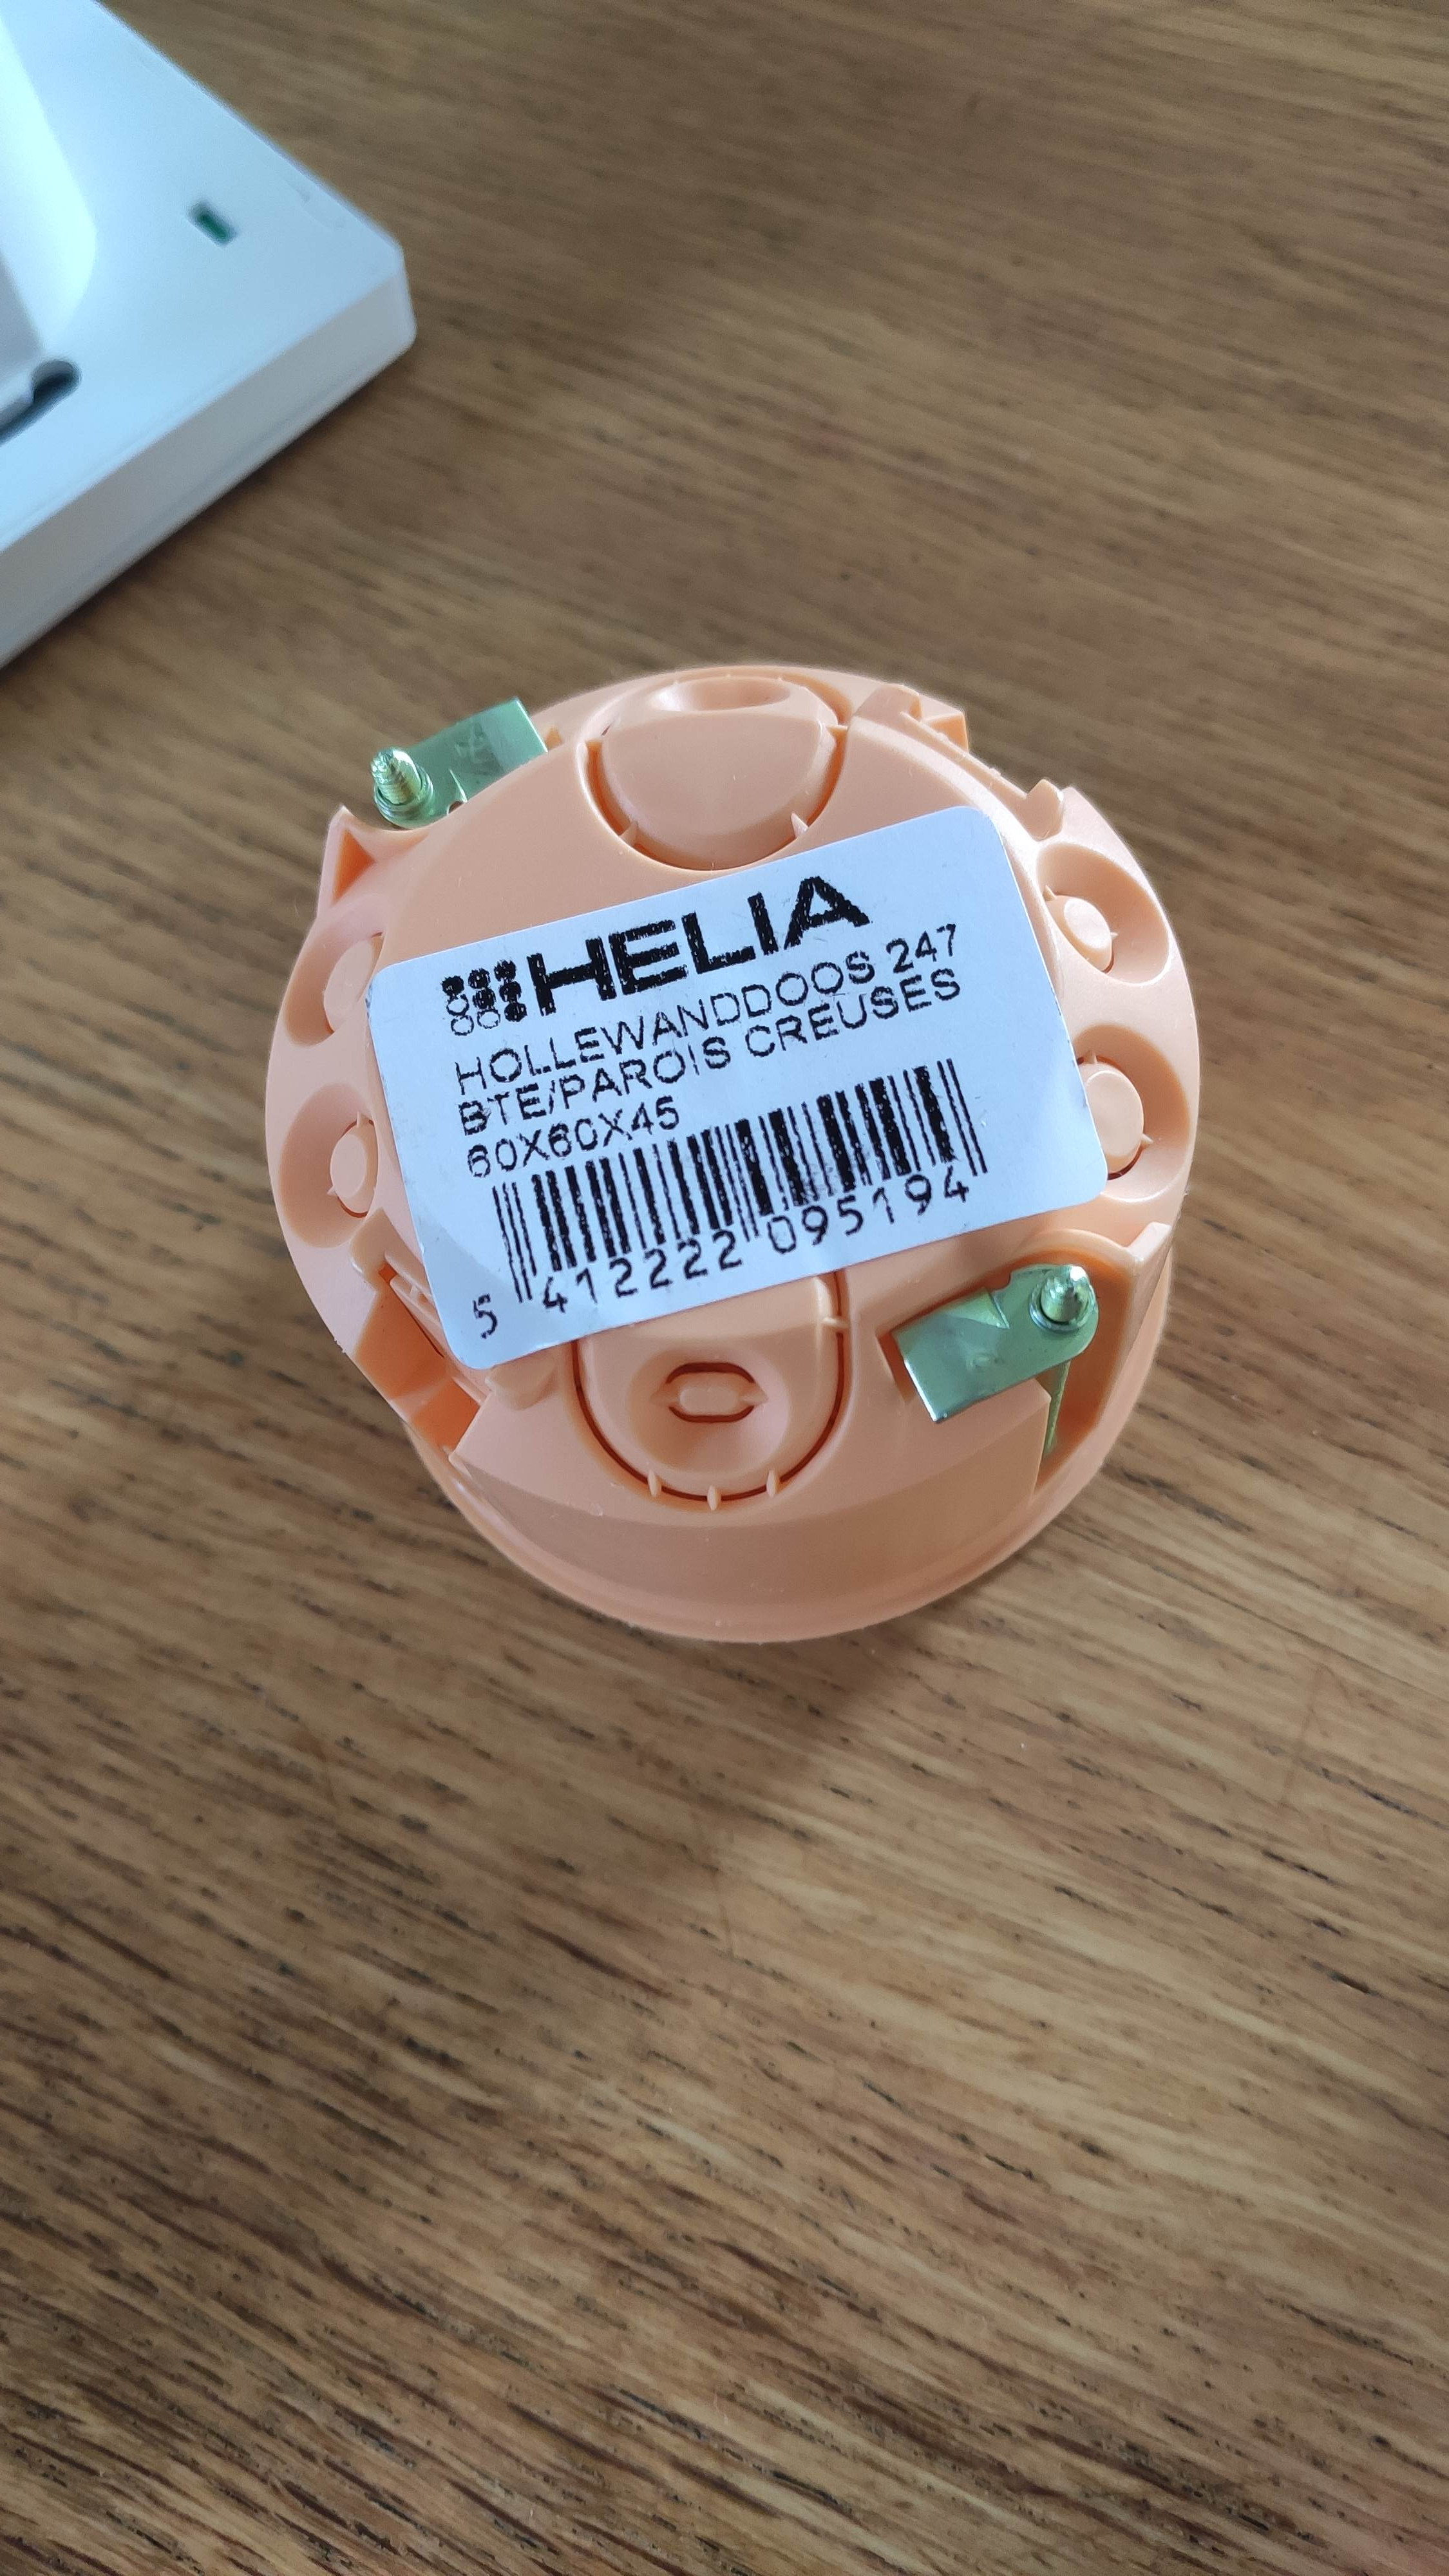 HELIA
HOLLEWANDDOOS 247
BTE/PAROIS CREUSES
60X60X45
5 412222 095194